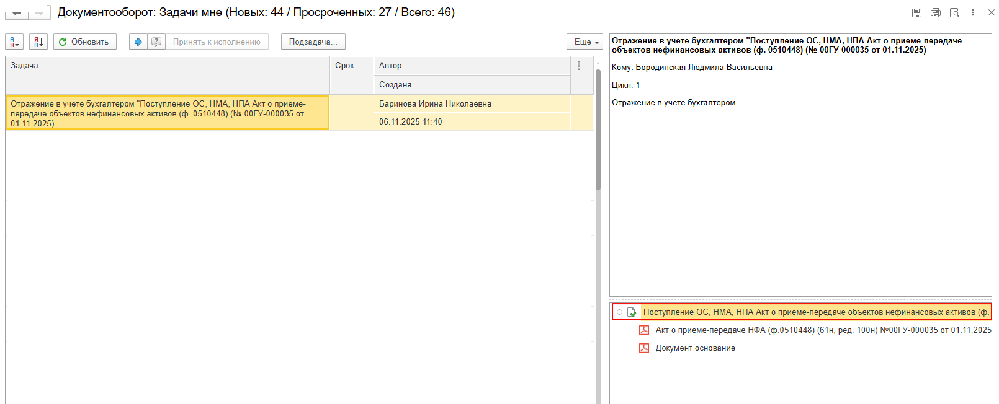 Документооборот: Задачи мне (Новых: 44 / Просроченных: 27 / Всего: 46)
Обновить
Принять к исполнению
Подзадача...
Еще
Задача
Срок
Автор
Создана
Отражение в учете бухгалтером "Поступление ОС, НМА, НПА Акт о приеме-
передаче объектов нефинансовых активов (ф. 0510448) (№ 00ГУ-000035 от
01.11.2025)
Баринова Ирина Николаевна
06.11.2025 11:40
Отражение в учете бухгалтером "Поступление ОС, НМА, НПА Акт о приеме-передаче
объектов нефинансовых активов (ф. 0510448) (№ 00ГУ-000035 от 01.11.2025)
Кому: Бородинская Людмила Васильевна
Цикл: 1
Отражение в учете бухгалтером
Поступление ОС, НМА, НПА Акт о приеме-передаче объектов нефинансовых активов (ф.
Акт о приеме-передаче НФА (ф.0510448) (61н, ред. 100н) №00ГУ-000035 от 01.11.2025
Документ основание